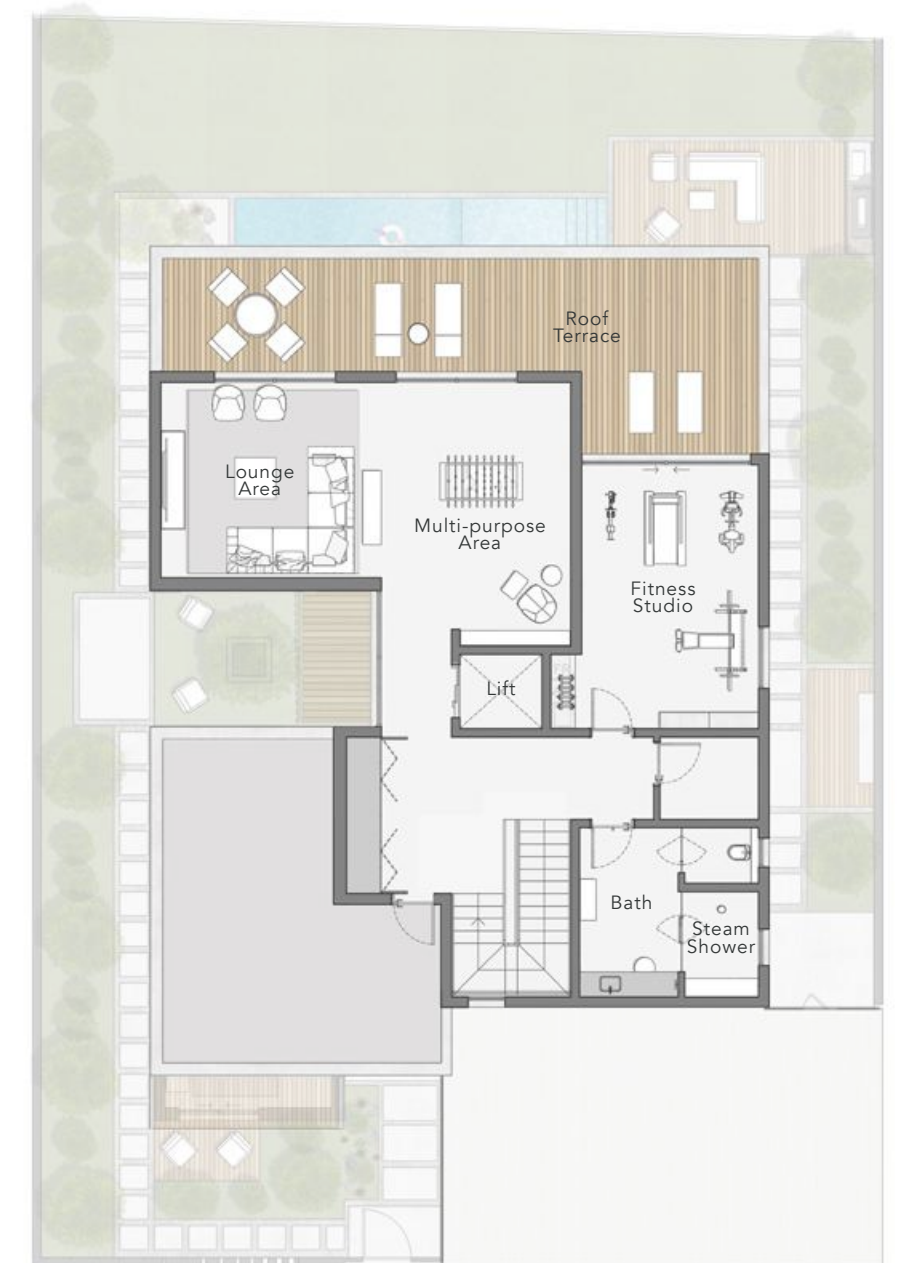 Roof
Terrace
Lounge
Area
Multi-purpose
Area
Fitness
Studio
Lift
Bath
Steam
Shower